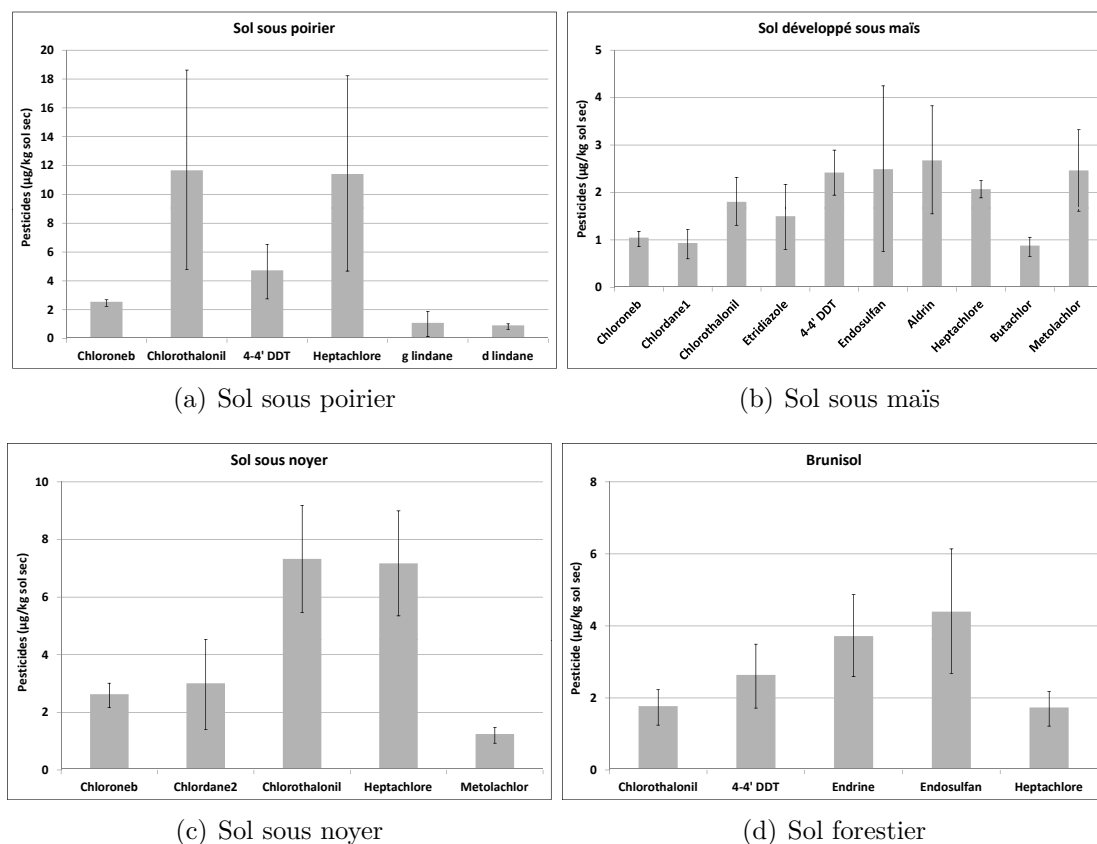 Sol sous poirier
Pesticides (µg/kg sol sec)
20
18
16
14
12
10
8
6
4
2
0
Chloroneb Chlorothalonil 4-4' DDT Heptachlore g lindane d lindane
(a) Sol sous poirier
Sol développé sous maïs
Pesticides (µg/kg sol sec)
5
4
3
2
1
0
Chloroneb Chlordane1 Chlorothalonil Etridiazole 4-4' DDT Endosulfan Aldrin Heptachlore Butachlor Metolachlor
(b) Sol sous maïs
Sol sous noyer
Pesticides (µg/kg sol sec)
10
8
6
4
2
0
Chloroneb Chlordane2 Chlorothalonil Heptachlore Metolachlor
(c) Sol sous noyer
Brunisol
Pesticide (µg/kg sol sec)
8
6
4
2
0
Chlorothalonil 4-4' DDT Endrine Endosulfan Heptachlore
(d) Sol forestier